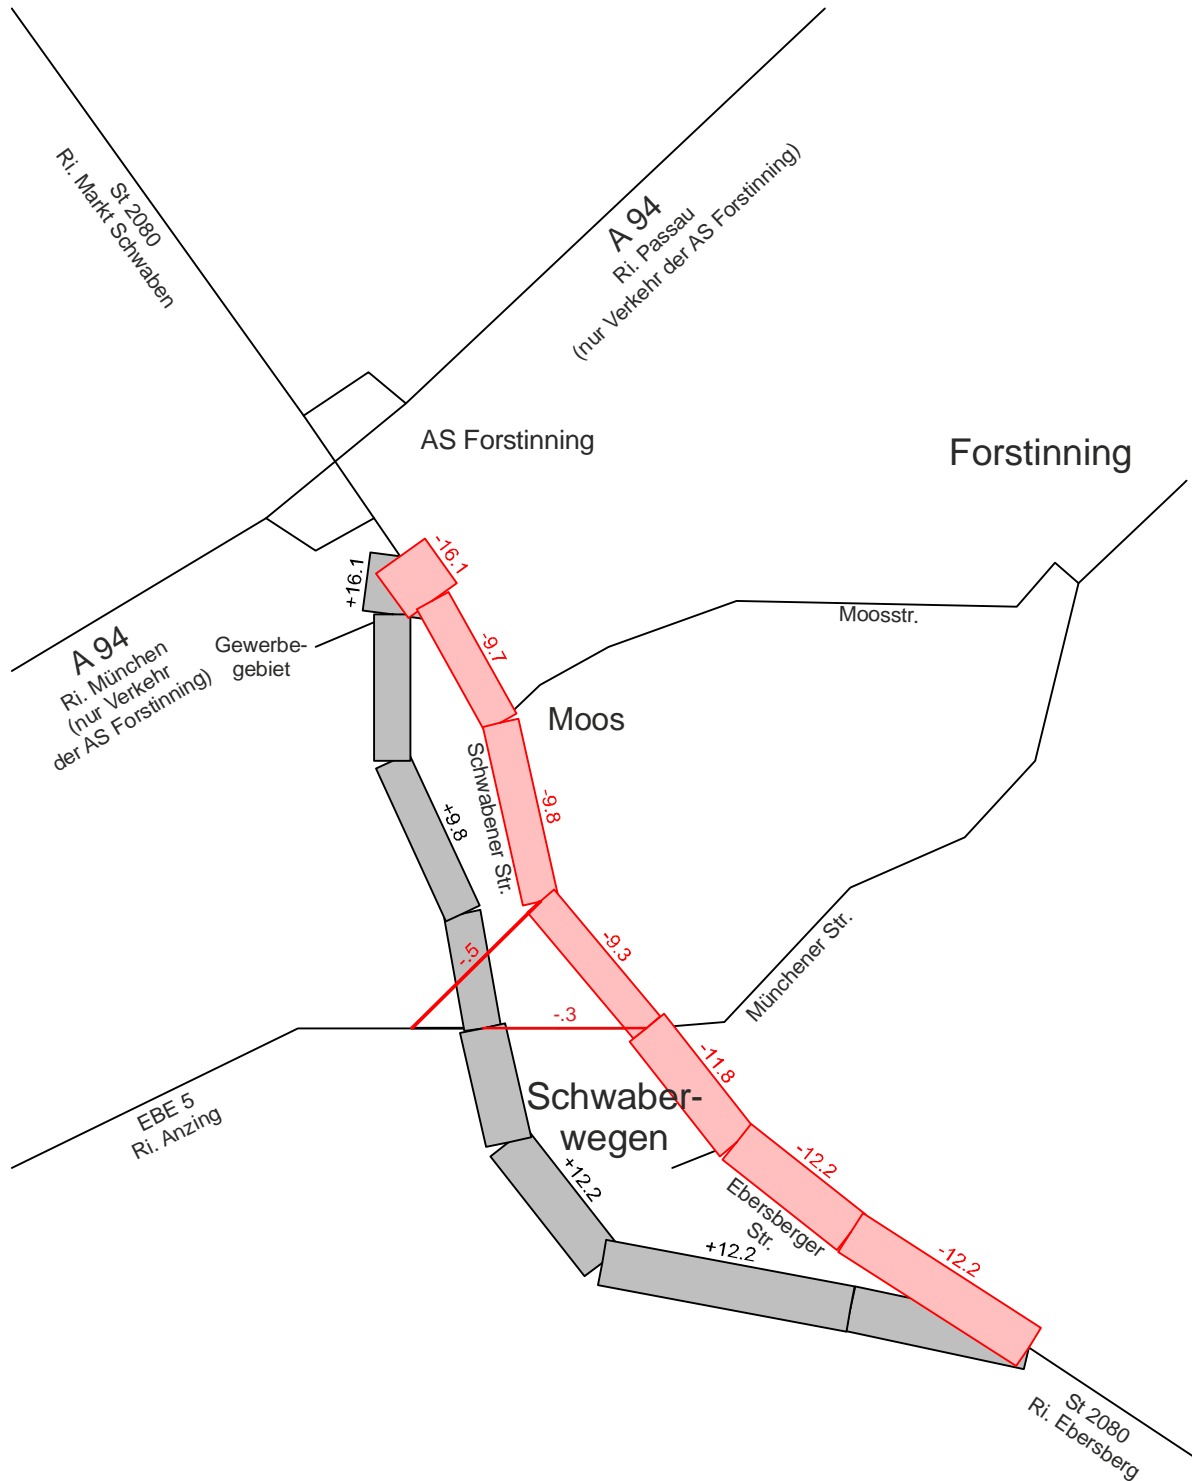 St 2080
Ri. Markt Schwaben
A 94
Ri. Passau
(nur Verkehr der AS Forstinning)
AS Forstinning
Forstinning
-16.1
+16.1
Moosstr.
A 94
Ri. München
(nur Verkehr
der AS Forstinning)
Gewerbe-
gebiet
-9.7
Moos
Schwabener Str.
-9.8
+9.8
-9.3
-.5
-.3
Münchener Str.
-11.8
EBE 5
Ri. Anzing
Schwaber-
wegen
-12.2
+12.2
Ebersberger
Str.
+12.2
-12.2
St 2080
Ri. Ebersberg